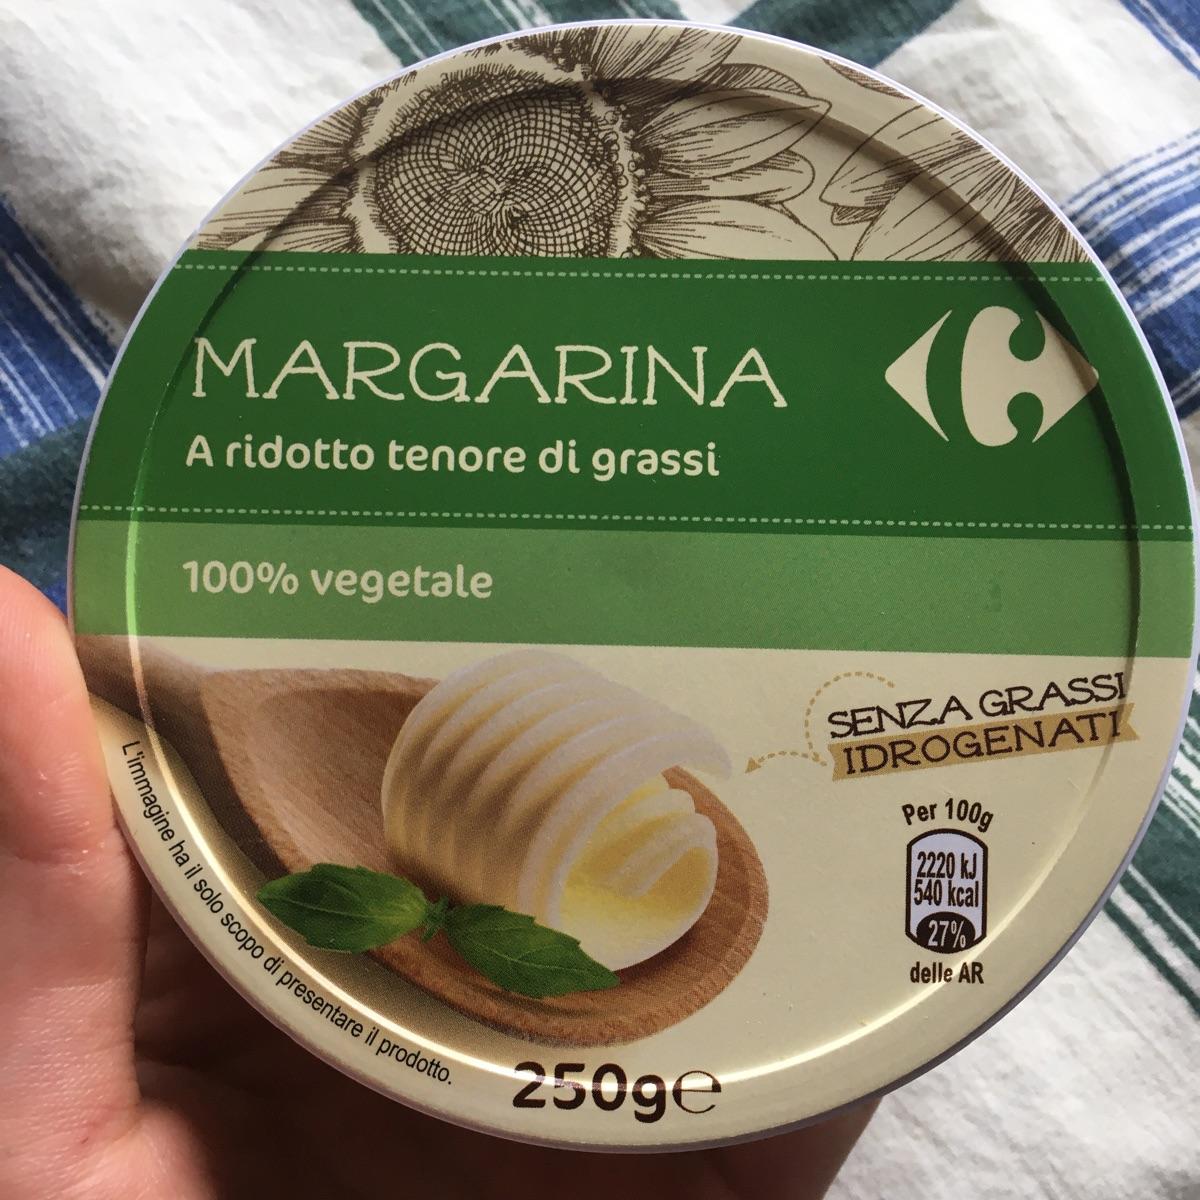 MARGARINA
A ridotto tenore di grassi
100% vegetale
SENZA GRASSI
IDROGENATI
Per 100g
2220 kJ
540 kcal
27%
delle AR
L'immagine ha il solo scopo di presentare il prodotto.
250g℮